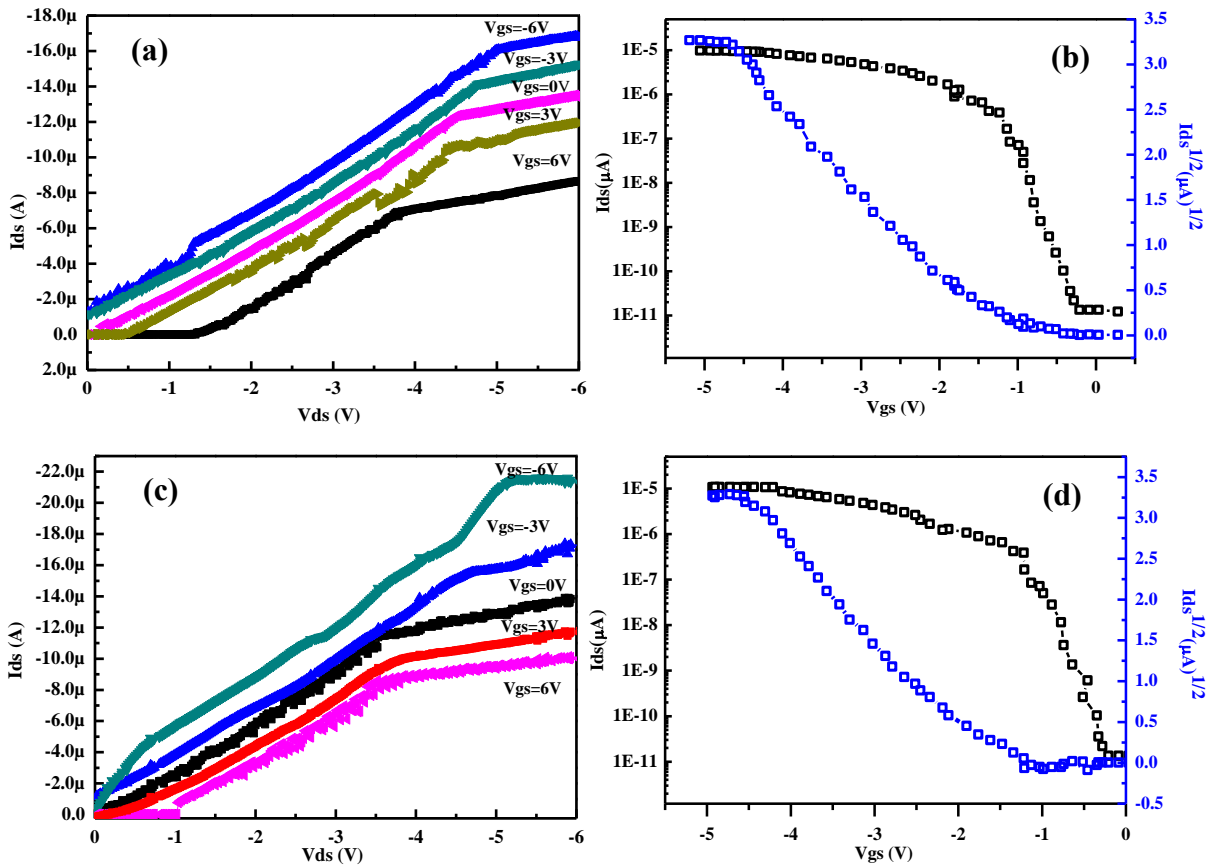 (a)
-18.0µ
-16.0µ
-14.0µ
-12.0µ
-10.0µ
-8.0µ
-6.0µ
-4.0µ
-2.0µ
0.0
2.0µ
Ids (A)
Vgs=-6V
Vgs=-3V
Vgs=0V
Vgs=3V
Vgs=6V
0
-1
-2
-3
-4
-5
-6
Vds (V)
(b)
1E-5
1E-6
1E-7
1E-8
1E-9
1E-10
1E-11
Ids(µA)
3.5
3.0
2.5
2.0
1.5
1.0
0.5
0.0
Ids^1/2(µA)^1/2
-5
-4
-3
-2
-1
0
Vgs (V)
(c)
-22.0µ
-20.0µ
-18.0µ
-16.0µ
-14.0µ
-12.0µ
-10.0µ
-8.0µ
-6.0µ
-4.0µ
-2.0µ
0.0
Ids (A)
Vgs=-6V
Vgs=-3V
Vgs=0V
Vgs=3V
Vgs=6V
0
-1
-2
-3
-4
-5
-6
Vds (V)
(d)
1E-5
1E-6
1E-7
1E-8
1E-9
1E-10
1E-11
Ids(µA)
3.5
3.0
2.5
2.0
1.5
1.0
0.5
0.0
-0.5
Ids^1/2(µA)^1/2
-5
-4
-3
-2
-1
0
Vgs (V)